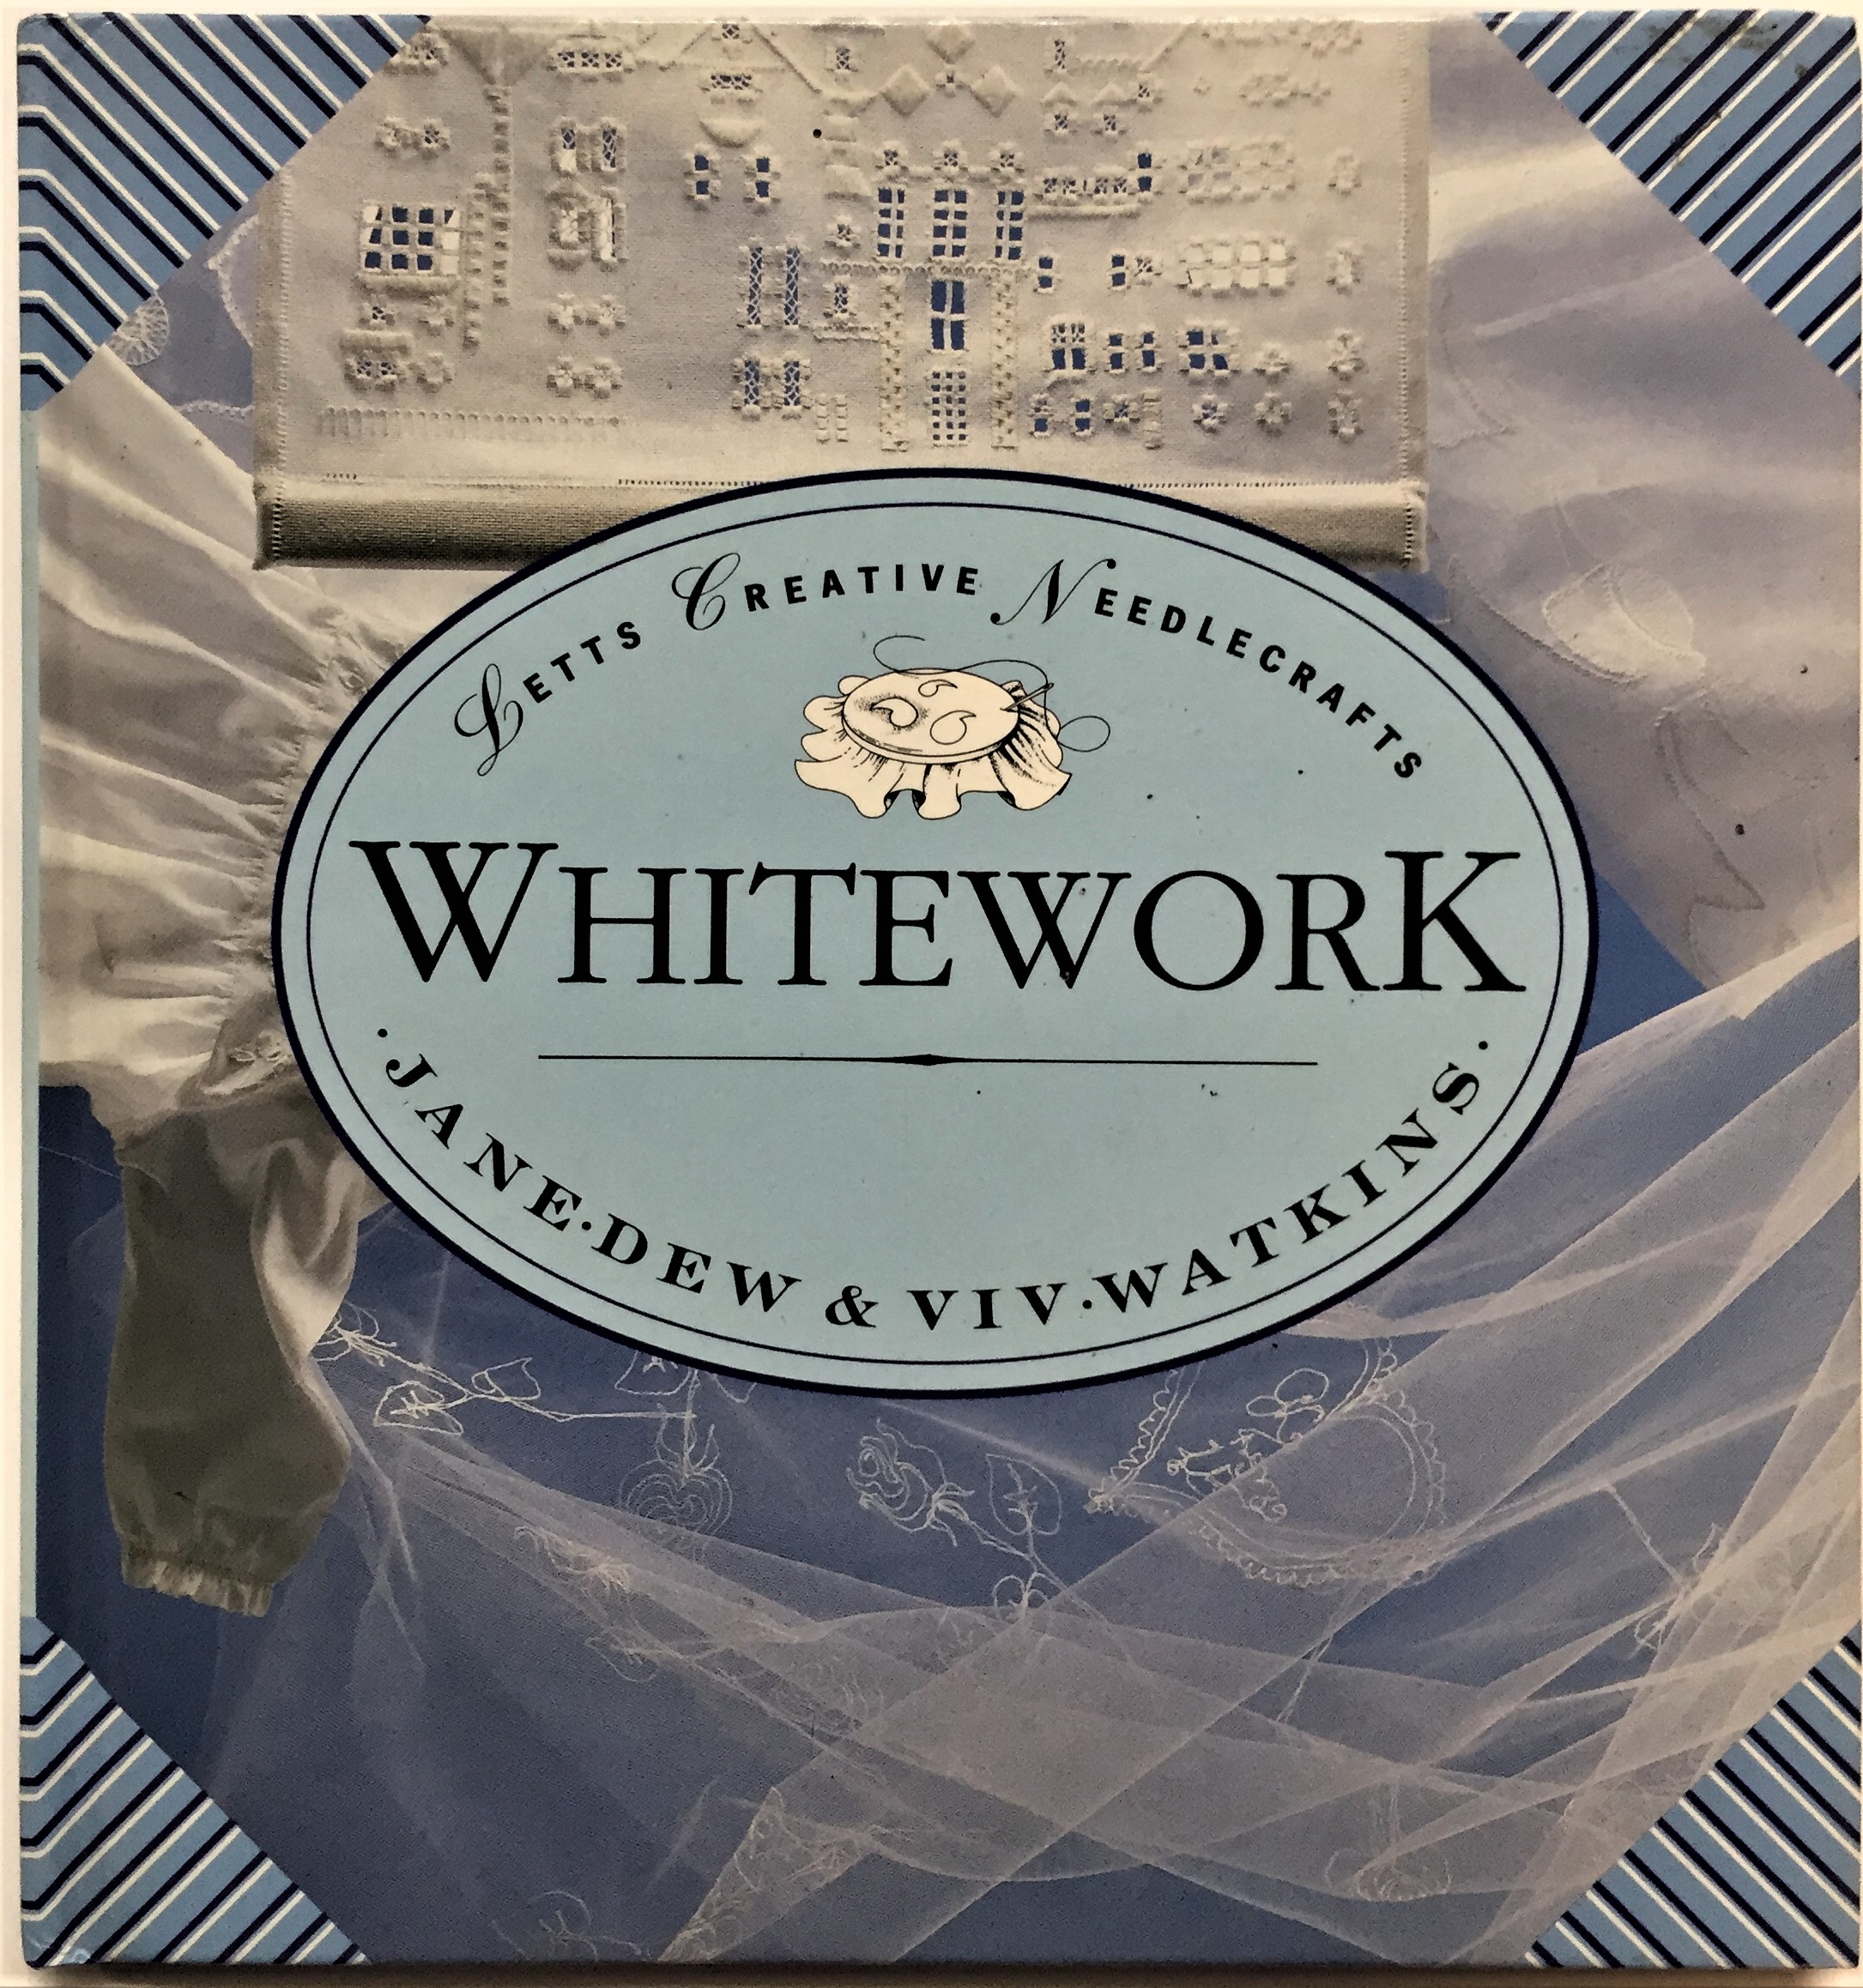 LETTS CREATIVE NEEDLECRAFTS
WHITEWORK
·JANE·DEW & VIV·WATKINS·